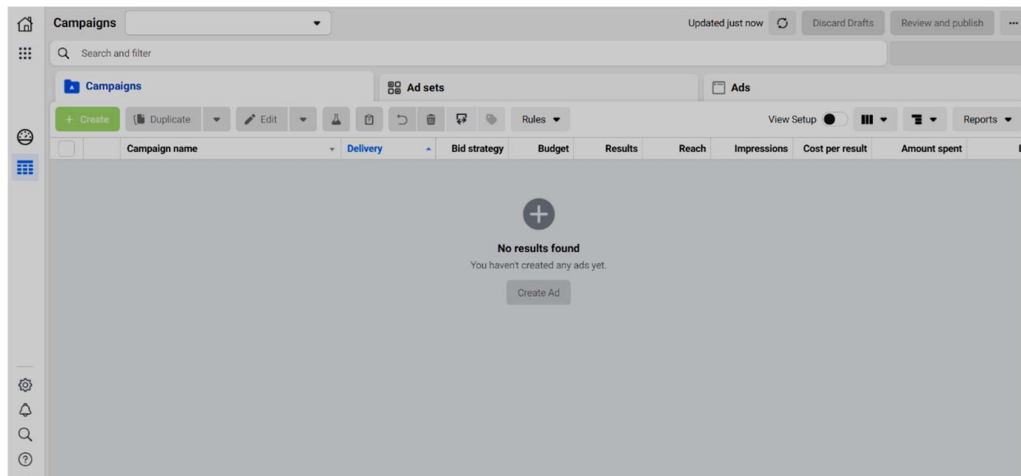 Campaigns
Updated just now
Discard Drafts
Review and publish
Search and filter
Campaigns
Ad sets
Ads
+ Create
Duplicate
Edit
Rules
View Setup
Reports
Campaign name
Delivery
Bid strategy
Budget
Results
Reach
Impressions
Cost per result
Amount spent
No results found
You haven't created any ads yet.
Create Ad